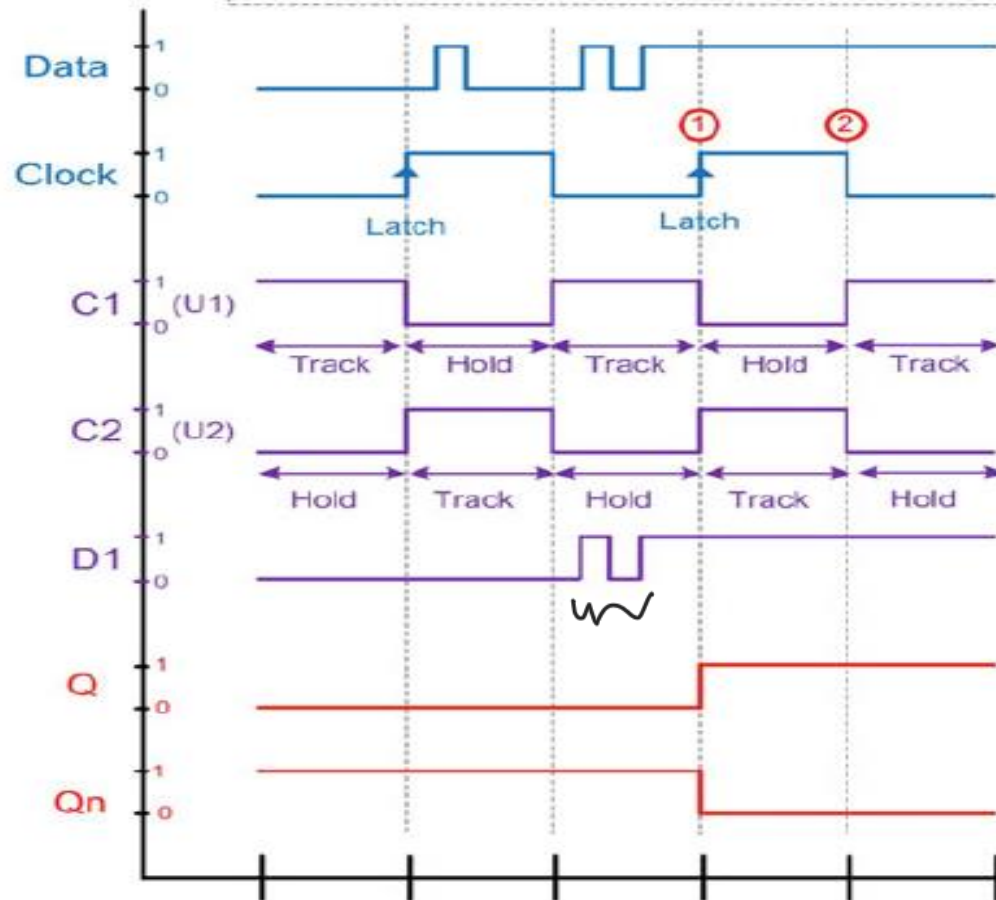 Data 1
0
1 2
Clock 1
0
Latch Latch
C1 (U1) 1
0
Track Hold Track Hold Track
C2 (U2) 1
0
Hold Track Hold Track Hold
D1 1
0
Q 1
0
Qn 1
0